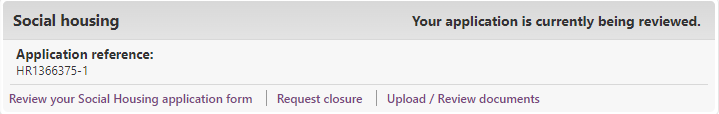 Social housing Your application is currently being reviewed.
Application reference:
HR1366375-1
Review your Social Housing application form Request closure Upload / Review documents